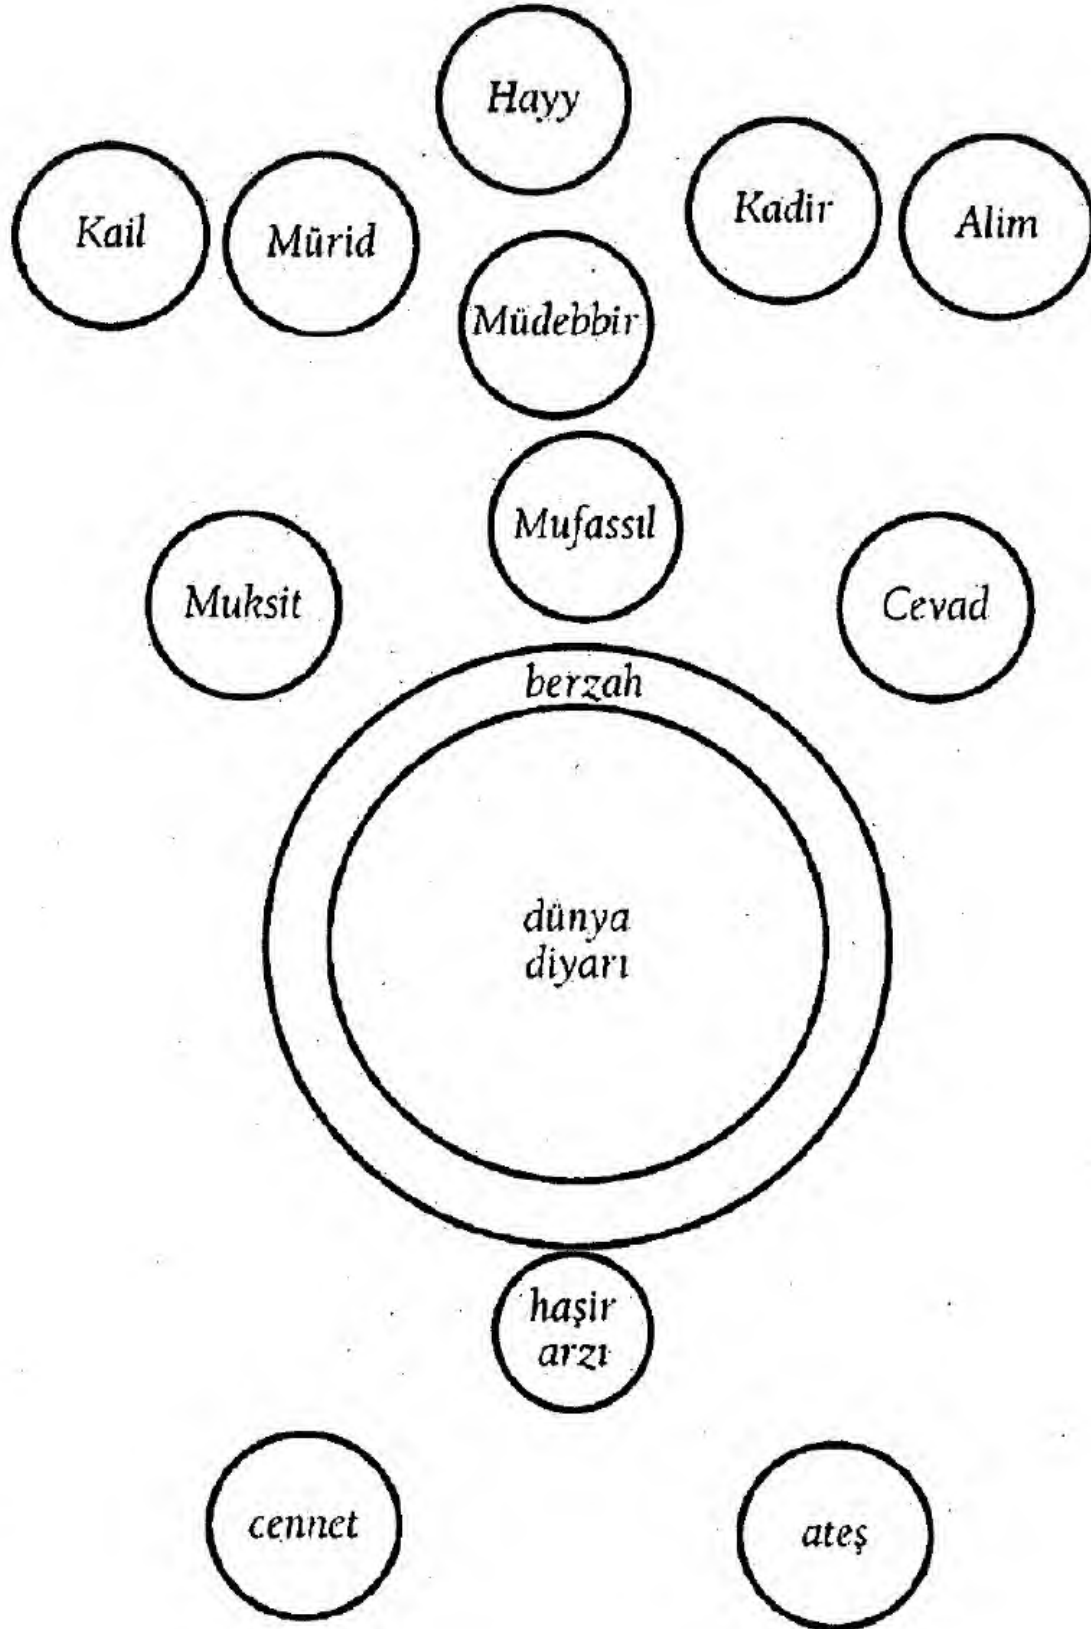 Hayy
Kail
Mürid
Kadir
Alim
Müdebbir
Mufassıl
Muksit
Cevad
berzah
dünya
diyarı
haşir
arzı
cennet
ateş